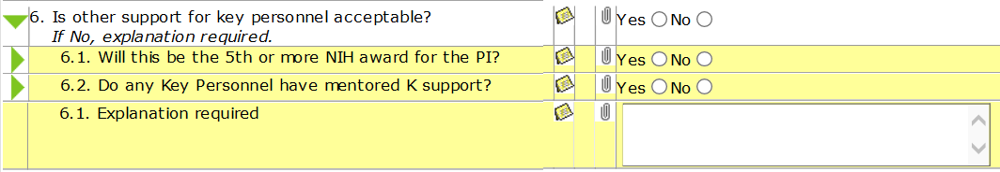 6. Is other support for key personnel acceptable? Yes No
If No, explanation required.
6.1. Will this be the 5th or more NIH award for the PI? Yes No
6.2. Do any Key Personnel have mentored K support? Yes No
6.1. Explanation required